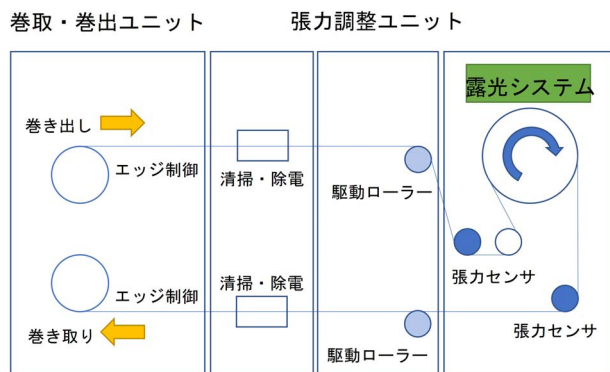 巻取・巻出ユニット
張力調整ユニット
露光システム
巻き出し
エッジ制御
清掃・除電
駆動ローラー
張力センサ
エッジ制御
清掃・除電
巻き取り
駆動ローラー
張力センサ